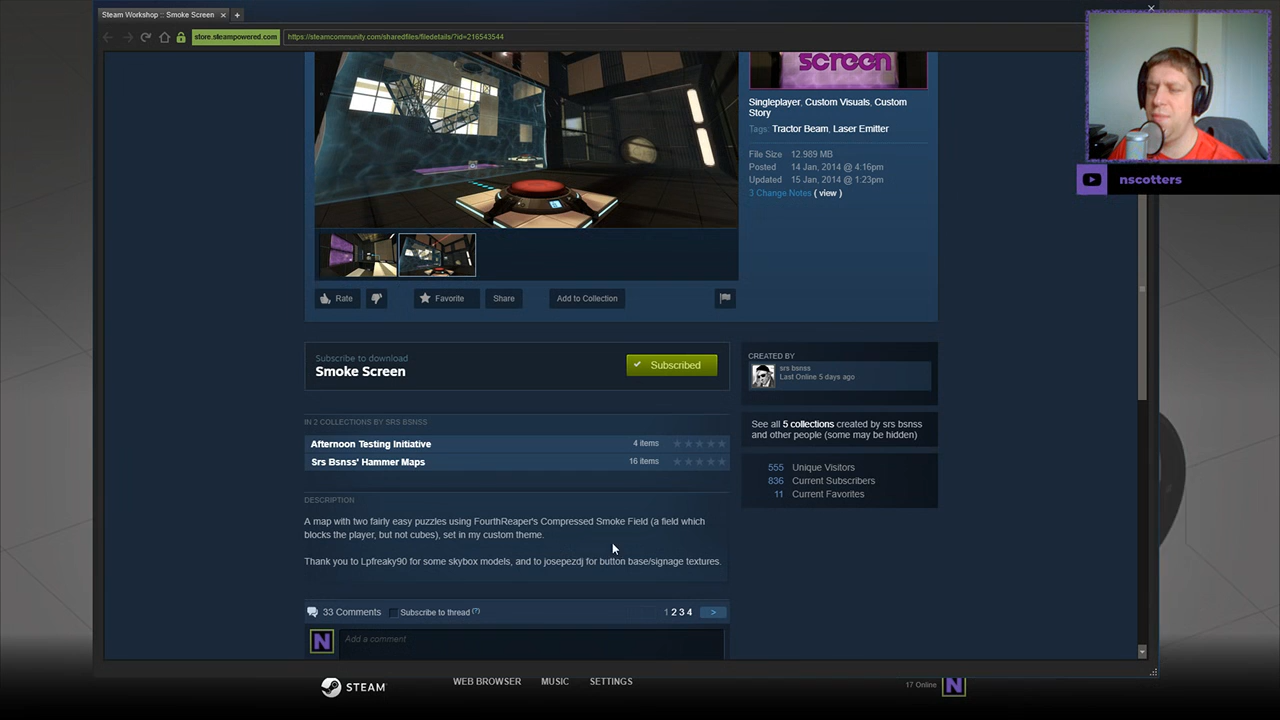 Steam Workshop :: Smoke Screen
store.steampowered.com
https://steamcommunity.com/sharedfiles/filedetails/?id=216543544
screen
Singleplayer, Custom Visuals, Custom
Story
Tags: Tractor Beam, Laser Emitter
File Size 12.989 MB
Posted 14 Jan, 2014 @ 4:16pm
Updated 15 Jan, 2014 @ 1:23pm
3 Change Notes ( view )
nscotters
Rate
Favorite
Share
Add to Collection
Subscribe to download
Smoke Screen
Subscribed
CREATED BY
srs bsnss
Last Online 5 days ago
IN 2 COLLECTIONS BY SRS BSNSS
Afternoon Testing Initiative 4 items
Srs Bsnss' Hammer Maps 16 items
See all 5 collections created by srs bsnss
and other people (some may be hidden)
555 Unique Visitors
836 Current Subscribers
11 Current Favorites
DESCRIPTION
A map with two fairly easy puzzles using FourthReaper's Compressed Smoke Field (a field which
blocks the player, but not cubes), set in my custom theme.
Thank you to Lpfreaky90 for some skybox models, and to josepezdj for button base/signage textures.
33 Comments Subscribe to thread (?) 1 2 3 4 >
N
Add a comment
STEAM
WEB BROWSER
MUSIC
SETTINGS
17 Online
N